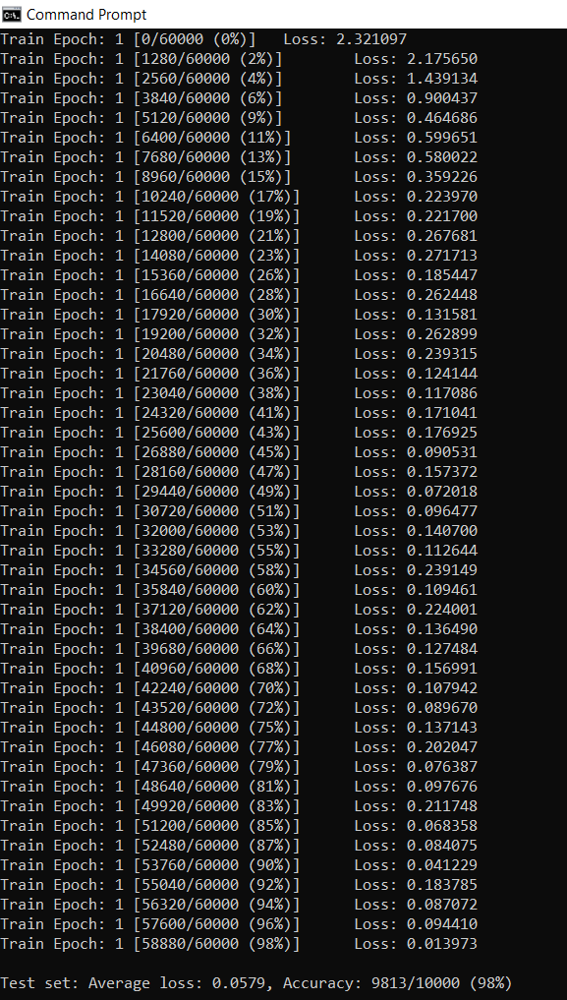 Command Prompt
Train Epoch: 1 [0/60000 (0%)]   Loss: 2.321097
Train Epoch: 1 [1280/60000 (2%)]        Loss: 2.175650
Train Epoch: 1 [2560/60000 (4%)]        Loss: 1.439134
Train Epoch: 1 [3840/60000 (6%)]        Loss: 0.900437
Train Epoch: 1 [5120/60000 (9%)]        Loss: 0.464686
Train Epoch: 1 [6400/60000 (11%)]       Loss: 0.599651
Train Epoch: 1 [7680/60000 (13%)]       Loss: 0.580022
Train Epoch: 1 [8960/60000 (15%)]       Loss: 0.359226
Train Epoch: 1 [10240/60000 (17%)]      Loss: 0.223970
Train Epoch: 1 [11520/60000 (19%)]      Loss: 0.221700
Train Epoch: 1 [12800/60000 (21%)]      Loss: 0.267681
Train Epoch: 1 [14080/60000 (23%)]      Loss: 0.271713
Train Epoch: 1 [15360/60000 (26%)]      Loss: 0.185447
Train Epoch: 1 [16640/60000 (28%)]      Loss: 0.262448
Train Epoch: 1 [17920/60000 (30%)]      Loss: 0.131581
Train Epoch: 1 [19200/60000 (32%)]      Loss: 0.262899
Train Epoch: 1 [20480/60000 (34%)]      Loss: 0.239315
Train Epoch: 1 [21760/60000 (36%)]      Loss: 0.124144
Train Epoch: 1 [23040/60000 (38%)]      Loss: 0.117086
Train Epoch: 1 [24320/60000 (41%)]      Loss: 0.171041
Train Epoch: 1 [25600/60000 (43%)]      Loss: 0.176925
Train Epoch: 1 [26880/60000 (45%)]      Loss: 0.090531
Train Epoch: 1 [28160/60000 (47%)]      Loss: 0.157372
Train Epoch: 1 [29440/60000 (49%)]      Loss: 0.072018
Train Epoch: 1 [30720/60000 (51%)]      Loss: 0.096477
Train Epoch: 1 [32000/60000 (53%)]      Loss: 0.140700
Train Epoch: 1 [33280/60000 (55%)]      Loss: 0.112644
Train Epoch: 1 [34560/60000 (58%)]      Loss: 0.239149
Train Epoch: 1 [35840/60000 (60%)]      Loss: 0.109461
Train Epoch: 1 [37120/60000 (62%)]      Loss: 0.224001
Train Epoch: 1 [38400/60000 (64%)]      Loss: 0.136490
Train Epoch: 1 [39680/60000 (66%)]      Loss: 0.127484
Train Epoch: 1 [40960/60000 (68%)]      Loss: 0.156991
Train Epoch: 1 [42240/60000 (70%)]      Loss: 0.107942
Train Epoch: 1 [43520/60000 (72%)]      Loss: 0.089670
Train Epoch: 1 [44800/60000 (75%)]      Loss: 0.137143
Train Epoch: 1 [46080/60000 (77%)]      Loss: 0.202047
Train Epoch: 1 [47360/60000 (79%)]      Loss: 0.076387
Train Epoch: 1 [48640/60000 (81%)]      Loss: 0.097676
Train Epoch: 1 [49920/60000 (83%)]      Loss: 0.211748
Train Epoch: 1 [51200/60000 (85%)]      Loss: 0.068358
Train Epoch: 1 [52480/60000 (87%)]      Loss: 0.084075
Train Epoch: 1 [53760/60000 (90%)]      Loss: 0.041229
Train Epoch: 1 [55040/60000 (92%)]      Loss: 0.183785
Train Epoch: 1 [56320/60000 (94%)]      Loss: 0.087072
Train Epoch: 1 [57600/60000 (96%)]      Loss: 0.094410
Train Epoch: 1 [58880/60000 (98%)]      Loss: 0.013973
Test set: Average loss: 0.0579, Accuracy: 9813/10000 (98%)